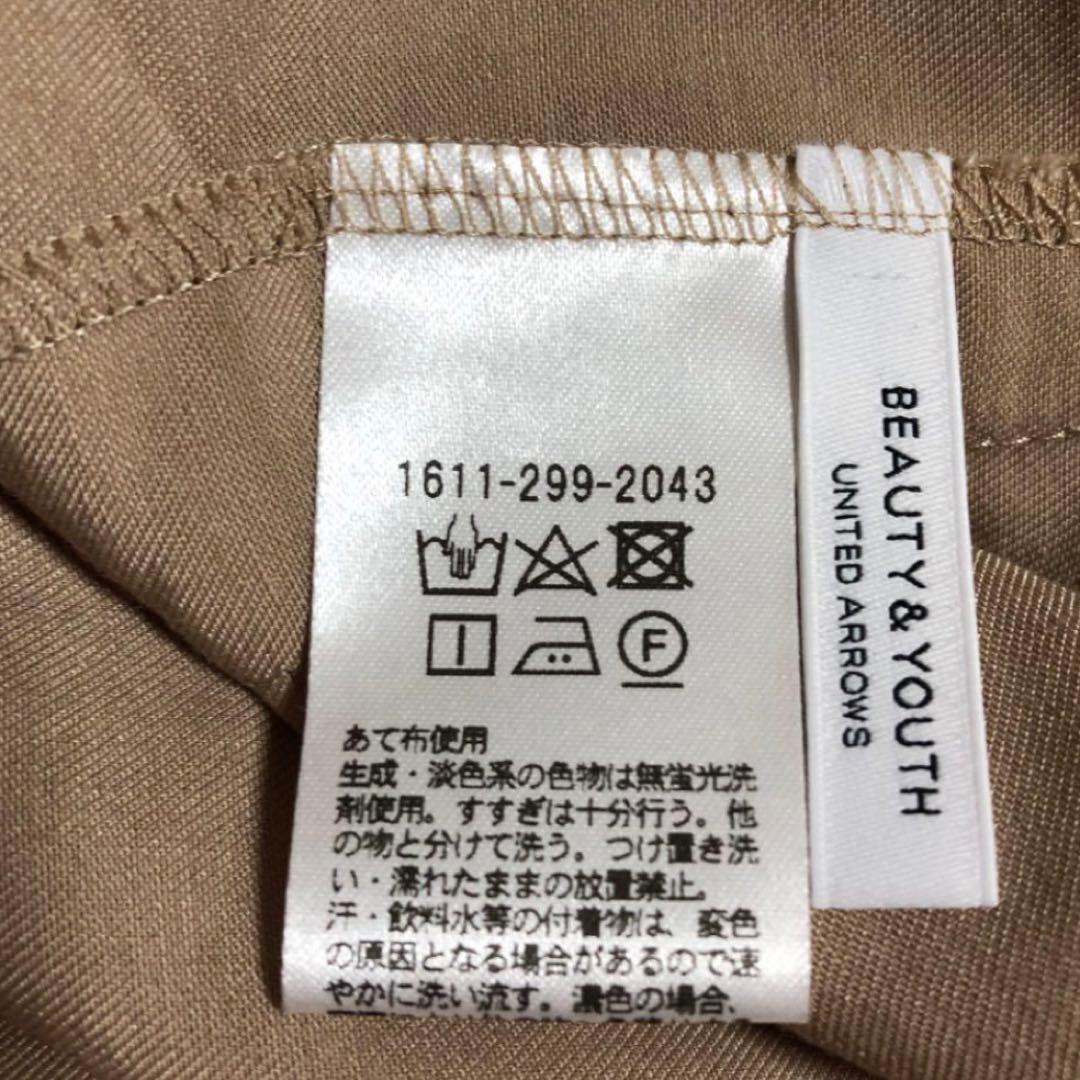 1611-299-2043
F
あて布使用
生成・淡色系の色物は無蛍光洗
剤使用。すすぎは十分行う。他
の物と分けて洗う。つけ置き洗
い・濡れたままの放置禁止。
汗・飲料水等の付着物は、変色
の原因となる場合があるので速
やかに洗い流す。濃色の場合、
BEAUTY&YOUTH
UNITED ARROWS